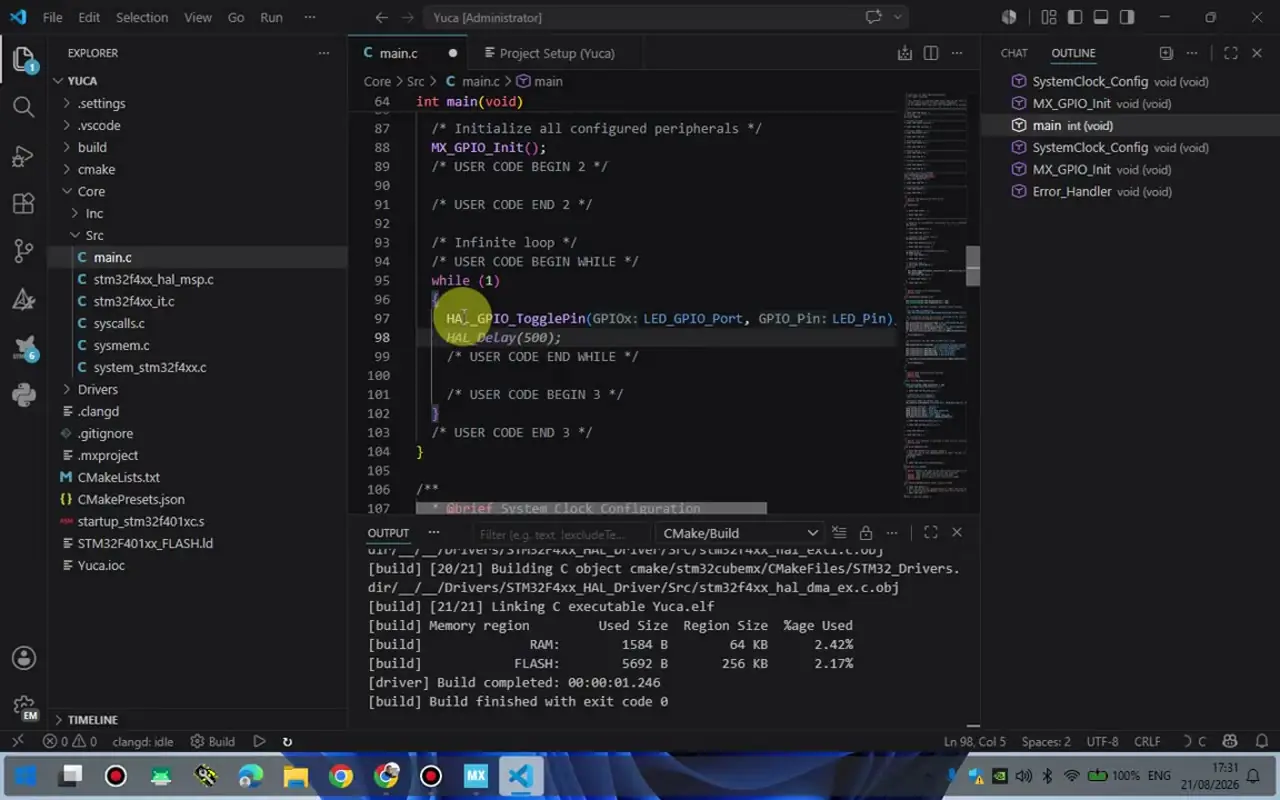 File Edit Selection View Go Run ···
Yuca [Administrator]
EXPLORER ···
YUCA
.settings
.vscode
build
cmake
Core
Inc
Src
C main.c
C stm32f4xx_hal_msp.c
C stm32f4xx_it.c
C syscalls.c
C sysmem.c
C system_stm32f4xx.c
Drivers
.clangd
.gitignore
.mxproject
M CMakeLists.txt
{} CMakePresets.json
startup_stm32f401xc.s
STM32F401XX_FLASH.ld
Yuca.ioc
TIMELINE
1
6
EM
C main.c
Project Setup (Yuca)
Core > Src > C main.c > main
64 int main(void)
87 /* Initialize all configured peripherals */
88 MX_GPIO_Init();
89 /* USER CODE BEGIN 2 */
90
91 /* USER CODE END 2 */
92
93 /* Infinite loop */
94 /* USER CODE BEGIN WHILE */
95 while (1)
96 {
97 HAL_GPIO_TogglePin(GPIOx: LED_GPIO_Port, GPIO_Pin: LED_Pin)
98 HAL_Delay(500);
99 /* USER CODE END WHILE */
100
101 /* USER CODE BEGIN 3 */
102 }
103 /* USER CODE END 3 */
104 }
105
106 /**
107 * @brief System Clock Configuration
OUTPUT ···
Filter (e.g. text, !excludeTe...
CMake/Build
dir/__/__/Drivers/STM32F4xx_HAL_Driver/Src/stm32f4xx_hal_exti.c.obj
[build] [20/21] Building C object cmake/stm32cubemx/CMakeFiles/STM32_Drivers.
dir/__/__/Drivers/STM32F4xx_HAL_Driver/Src/stm32f4xx_hal_dma_ex.c.obj
[build] [21/21] Linking C executable Yuca.elf
[build] Memory region Used Size Region Size %age Used
[build] RAM: 1584 B 64 KB 2.42%
[build] FLASH: 5692 B 256 KB 2.17%
[driver] Build completed: 00:00:01.246
[build] Build finished with exit code 0
CHAT OUTLINE
SystemClock_Config void (void)
MX_GPIO_Init void (void)
main int (void)
SystemClock_Config void (void)
MX_GPIO_Init void (void)
Error_Handler void (void)
0 0 clangd: idle Build
Ln 98, Col 5 Spaces: 2 UTF-8 CRLF C
MX
100% ENG
17:31
21/08/2026